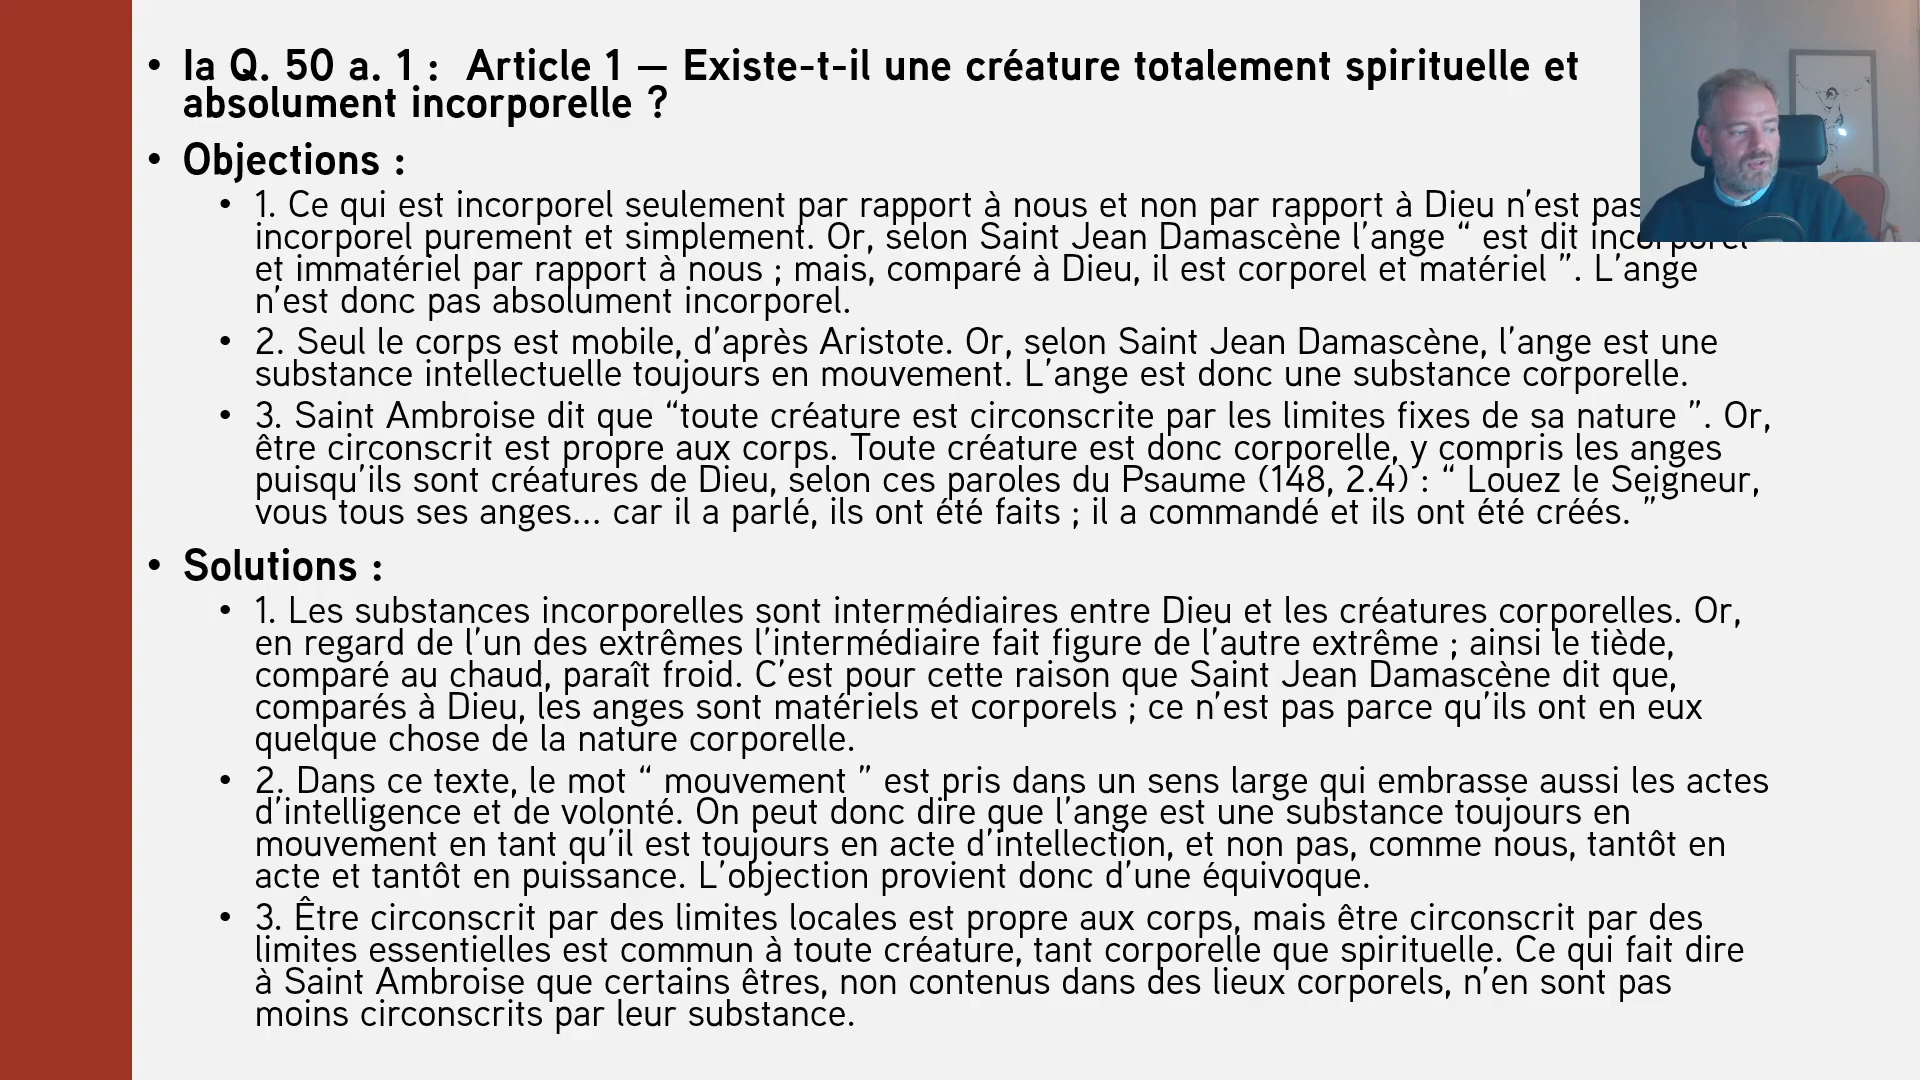 • Ia Q. 50 a. 1 :  Article 1 — Existe-t-il une créature totalement spirituelle et
absolument incorporelle ?
• Objections :
• 1. Ce qui est incorporel seulement par rapport à nous et non par rapport à Dieu n’est pas
incorporel purement et simplement. Or, selon Saint Jean Damascène l’ange “ est dit incorporel
et immatériel par rapport à nous ; mais, comparé à Dieu, il est corporel et matériel ”. L’ange
n’est donc pas absolument incorporel.
• 2. Seul le corps est mobile, d’après Aristote. Or, selon Saint Jean Damascène, l’ange est une
substance intellectuelle toujours en mouvement. L’ange est donc une substance corporelle.
• 3. Saint Ambroise dit que “toute créature est circonscrite par les limites fixes de sa nature ”. Or,
être circonscrit est propre aux corps. Toute créature est donc corporelle, y compris les anges
puisqu’ils sont créatures de Dieu, selon ces paroles du Psaume (148, 2.4) : “ Louez le Seigneur,
vous tous ses anges... car il a parlé, ils ont été faits ; il a commandé et ils ont été créés. ”
• Solutions :
• 1. Les substances incorporelles sont intermédiaires entre Dieu et les créatures corporelles. Or,
en regard de l’un des extrêmes l’intermédiaire fait figure de l’autre extrême ; ainsi le tiède,
comparé au chaud, paraît froid. C’est pour cette raison que Saint Jean Damascène dit que,
comparés à Dieu, les anges sont matériels et corporels ; ce n’est pas parce qu’ils ont en eux
quelque chose de la nature corporelle.
• 2. Dans ce texte, le mot “ mouvement ” est pris dans un sens large qui embrasse aussi les actes
d’intelligence et de volonté. On peut donc dire que l’ange est une substance toujours en
mouvement en tant qu’il est toujours en acte d’intellection, et non pas, comme nous, tantôt en
acte et tantôt en puissance. L’objection provient donc d’une équivoque.
• 3. Être circonscrit par des limites locales est propre aux corps, mais être circonscrit par des
limites essentielles est commun à toute créature, tant corporelle que spirituelle. Ce qui fait dire
à Saint Ambroise que certains êtres, non contenus dans des lieux corporels, n’en sont pas
moins circonscrits par leur substance.